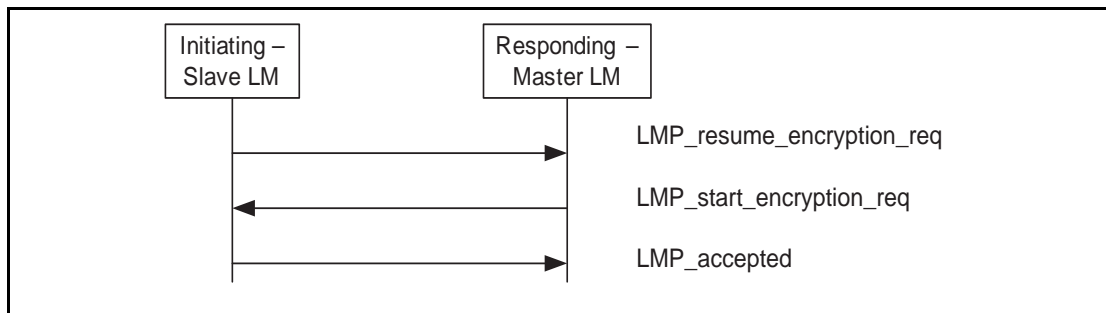 Initiating –
Slave LM
Responding –
Master LM
LMP_resume_encryption_req
LMP_start_encryption_req
LMP_accepted